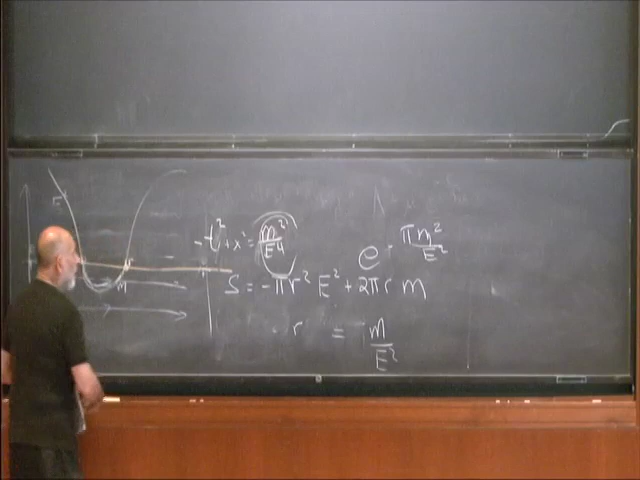 E
M
-t² + x² = m²/E⁴
e - πm²/E²
S = -πr² E² + 2πr m
r = m/E²